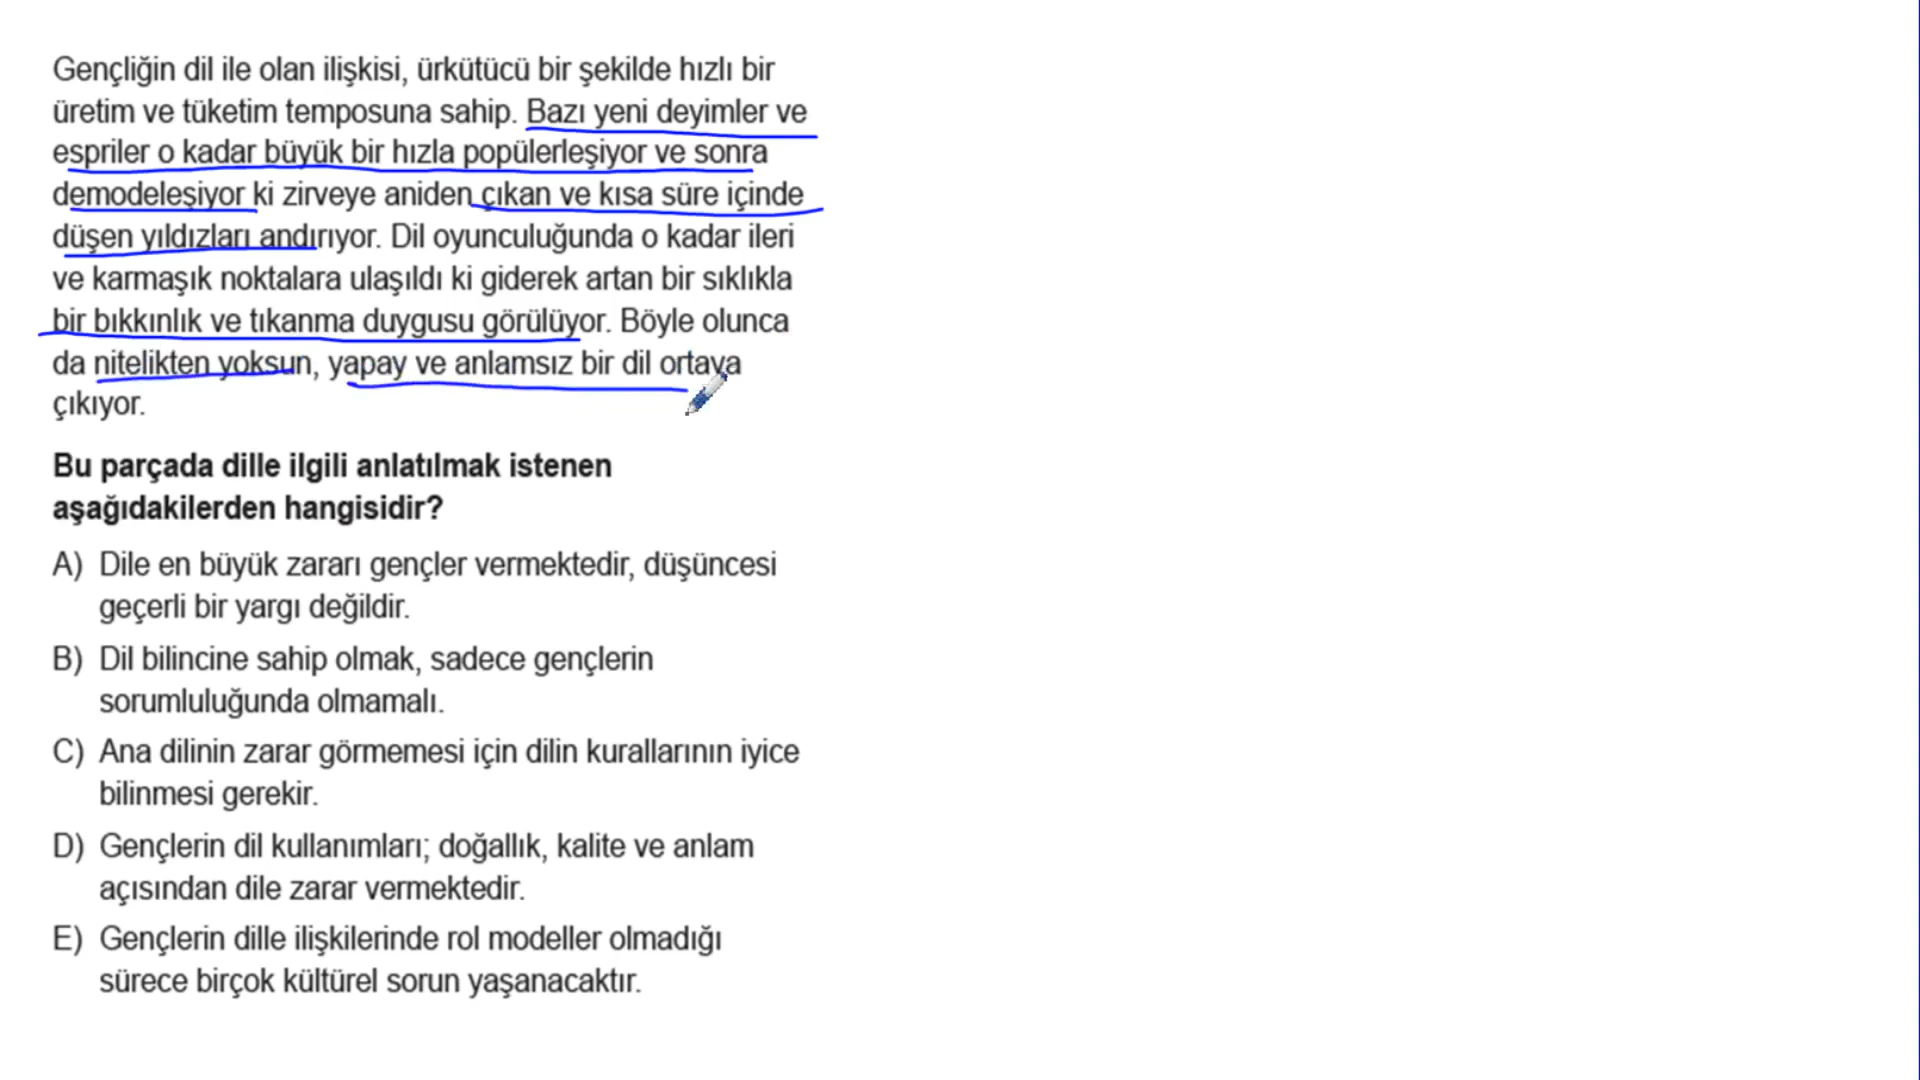 Gençliğin dil ile olan ilişkisi, ürkütücü bir şekilde hızlı bir
üretim ve tüketim temposuna sahip. Bazı yeni deyimler ve
espriler o kadar büyük bir hızla popülerleşiyor ve sonra
demodeleşiyor ki zirveye aniden çıkan ve kısa süre içinde
düşen yıldızları andırıyor. Dil oyunculuğunda o kadar ileri
ve karmaşık noktalara ulaşıldı ki giderek artan bir sıklıkla
bir bıkkınlık ve tıkanma duygusu görülüyor. Böyle olunca
da nitelikten yoksun, yapay ve anlamsız bir dil ortaya
çıkıyor.
Bu parçada dille ilgili anlatılmak istenen
aşağıdakilerden hangisidir?
A) Dile en büyük zararı gençler vermektedir, düşüncesi
geçerli bir yargı değildir.
B) Dil bilincine sahip olmak, sadece gençlerin
sorumluluğunda olmamalı.
C) Ana dilinin zarar görmemesi için dilin kurallarının iyice
bilinmesi gerekir.
D) Gençlerin dil kullanımları; doğallık, kalite ve anlam
açısından dile zarar vermektedir.
E) Gençlerin dille ilişkilerinde rol modeller olmadığı
sürece birçok kültürel sorun yaşanacaktır.